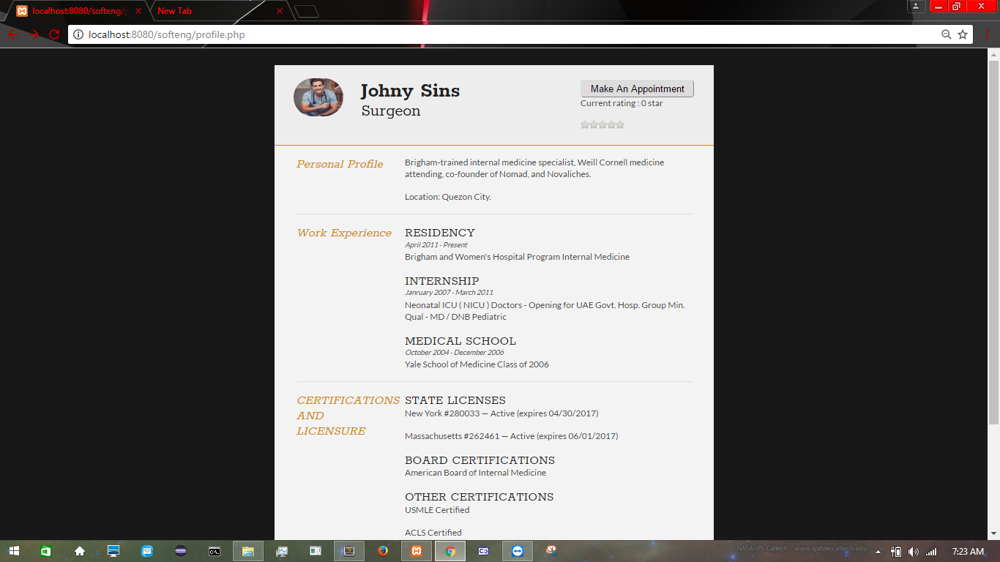 localhost:8080/softeng/p
New Tab
localhost:8080/softeng/profile.php
Johny Sins
Surgeon
Make An Appointment
Current rating : 0 star
Personal Profile
Brigham-trained internal medicine specialist, Weill Cornell medicine
attending, co-founder of Nomad, and Novaliches.
Location: Quezon City.
Work Experience
RESIDENCY
April 2011 - Present
Brigham and Women's Hospital Program Internal Medicine
INTERNSHIP
Janruary 2007 - March 2011
Neonatal ICU ( NICU ) Doctors - Opening for UAE Govt. Hosp. Group Min.
Qual - MD / DNB Pediatric
MEDICAL SCHOOL
October 2004 - December 2006
Yale School of Medicine Class of 2006
CERTIFICATIONS
AND
LICENSURE
STATE LICENSES
New York #280033 — Active (expires 04/30/2017)
Massachusetts #262461 — Active (expires 06/01/2017)
BOARD CERTIFICATIONS
American Board of Internal Medicine
OTHER CERTIFICATIONS
USMLE Certified
ACLS Certified
NASA/JPL-Caltech www.spitzer.caltech.edu
7:23 AM